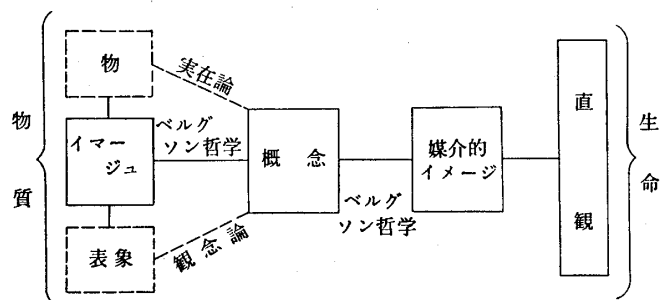 物質
物
実在論
イマー
ジュ
ベルグ
ソン哲学
表象
観念論
概念
ベルグ
ソン哲学
媒介的
イメージ
直観
生命